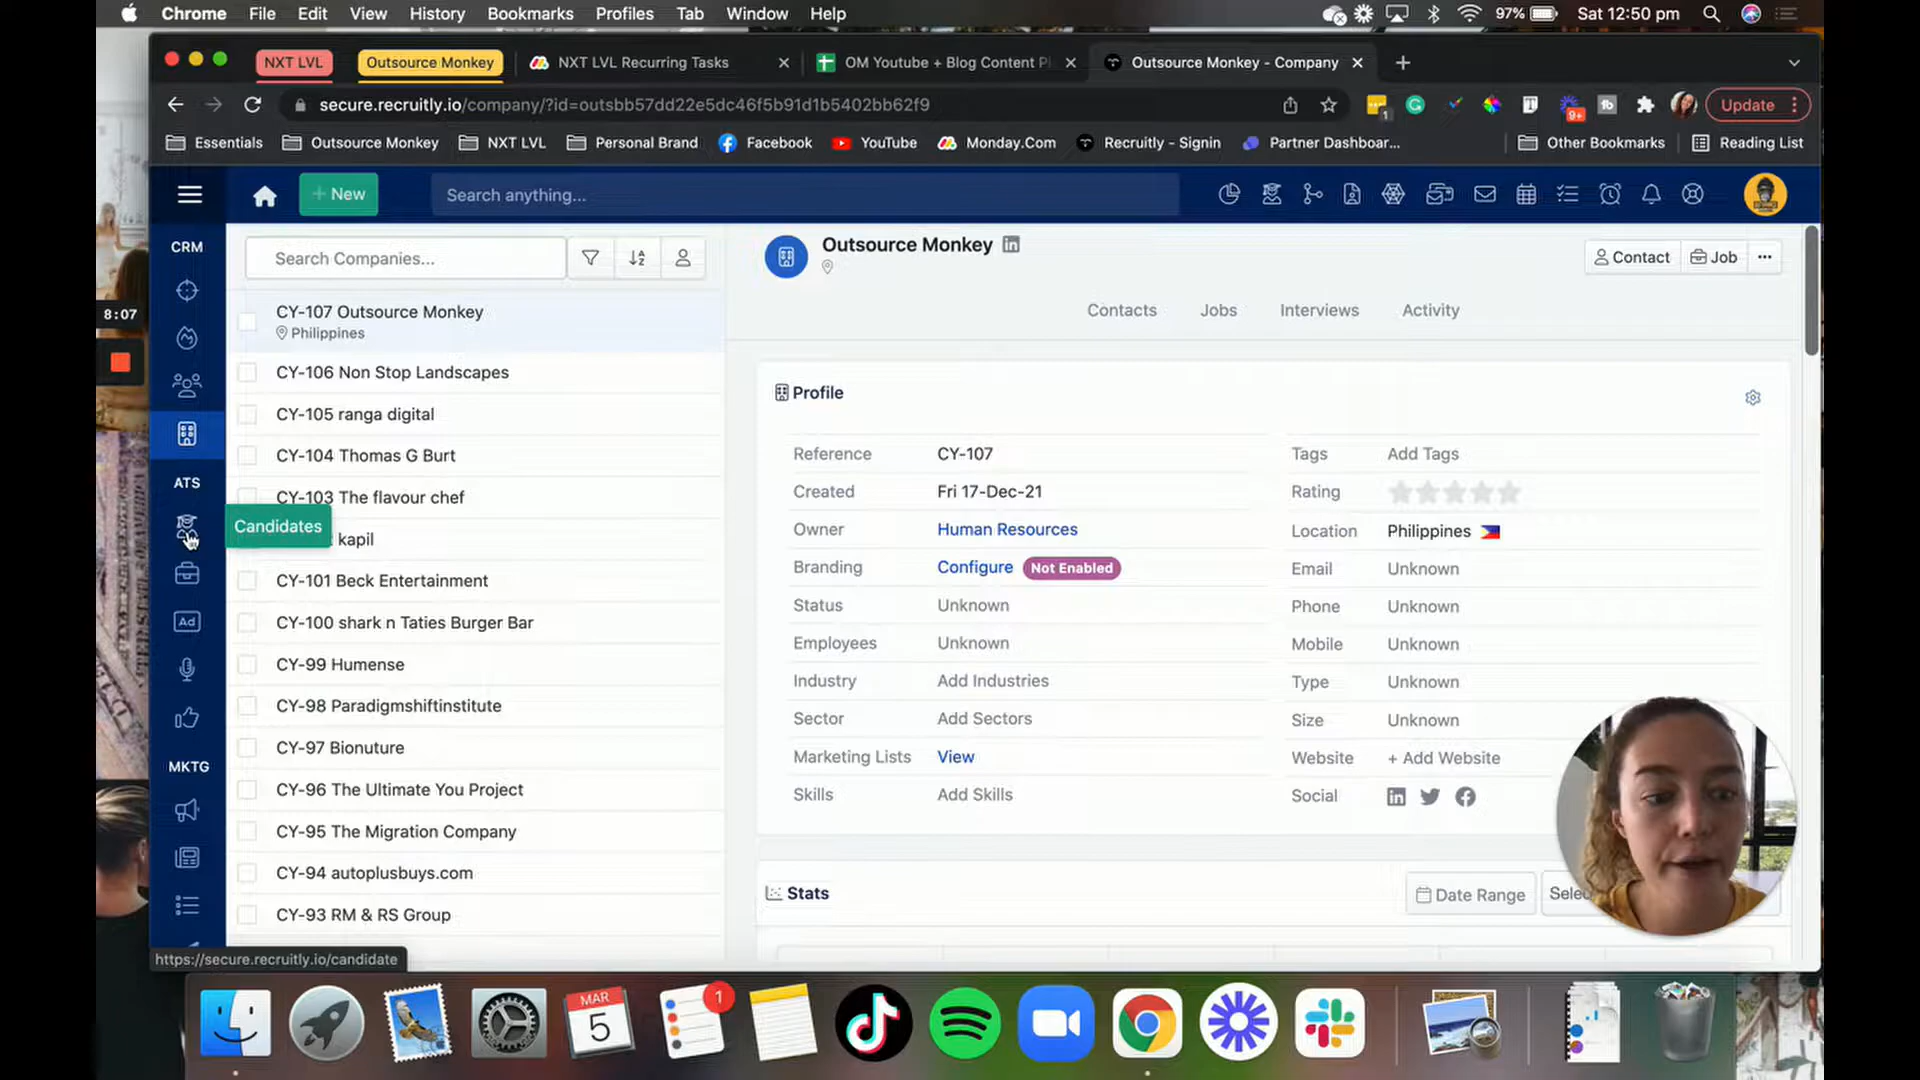 Chrome File Edit View History Bookmarks Profiles Tab Window Help 97% Sat 12:50 pm
NXT LVL Outsource Monkey NXT LVL Recurring Tasks OM Youtube + Blog Content Outsource Monkey - Company
secure.recruitly.io/company/?id=outsbb57dd22e5dc46f5b91d1b5402bb62f9 1 9+ Update
Essentials Outsource Monkey NXT LVL Personal Brand Facebook YouTube Monday.Com Recruitly - Signin Partner Dashboar... Other Bookmarks Reading List
+ New Search anything...
CRM
Search Companies...
Outsource Monkey
Contact Job
Contacts Jobs Interviews Activity
8:07
CY-107 Outsource Monkey
Philippines
CY-106 Non Stop Landscapes
CY-105 ranga digital
CY-104 Thomas G Burt
ATS
CY-103 The flavour chef
Candidates
kapil
CY-101 Beck Entertainment
CY-100 shark n Taties Burger Bar
Ad
CY-99 Humense
CY-98 Paradigmshiftinstitute
CY-97 Bionuture
MKTG
CY-96 The Ultimate You Project
CY-95 The Migration Company
CY-94 autoplusbuys.com
CY-93 RM & RS Group
https://secure.recruitly.io/candidate
Profile
Reference CY-107
Created Fri 17-Dec-21
Owner Human Resources
Branding Configure Not Enabled
Status Unknown
Employees Unknown
Industry Add Industries
Sector Add Sectors
Marketing Lists View
Skills Add Skills
Tags Add Tags
Rating
Location Philippines
Email Unknown
Phone Unknown
Mobile Unknown
Type Unknown
Size Unknown
Website + Add Website
Social
Stats
Date Range
MAR
5
1